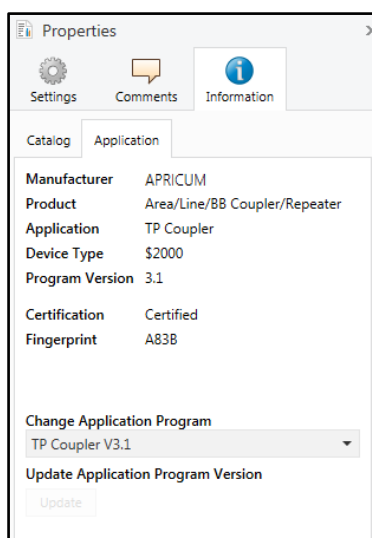 Properties
Settings Comments Information
Catalog Application
Manufacturer APRICUM
Product Area/Line/BB Coupler/Repeater
Application TP Coupler
Device Type $2000
Program Version 3.1
Certification Certified
Fingerprint A83B
Change Application Program
TP Coupler V3.1
Update Application Program Version
Update